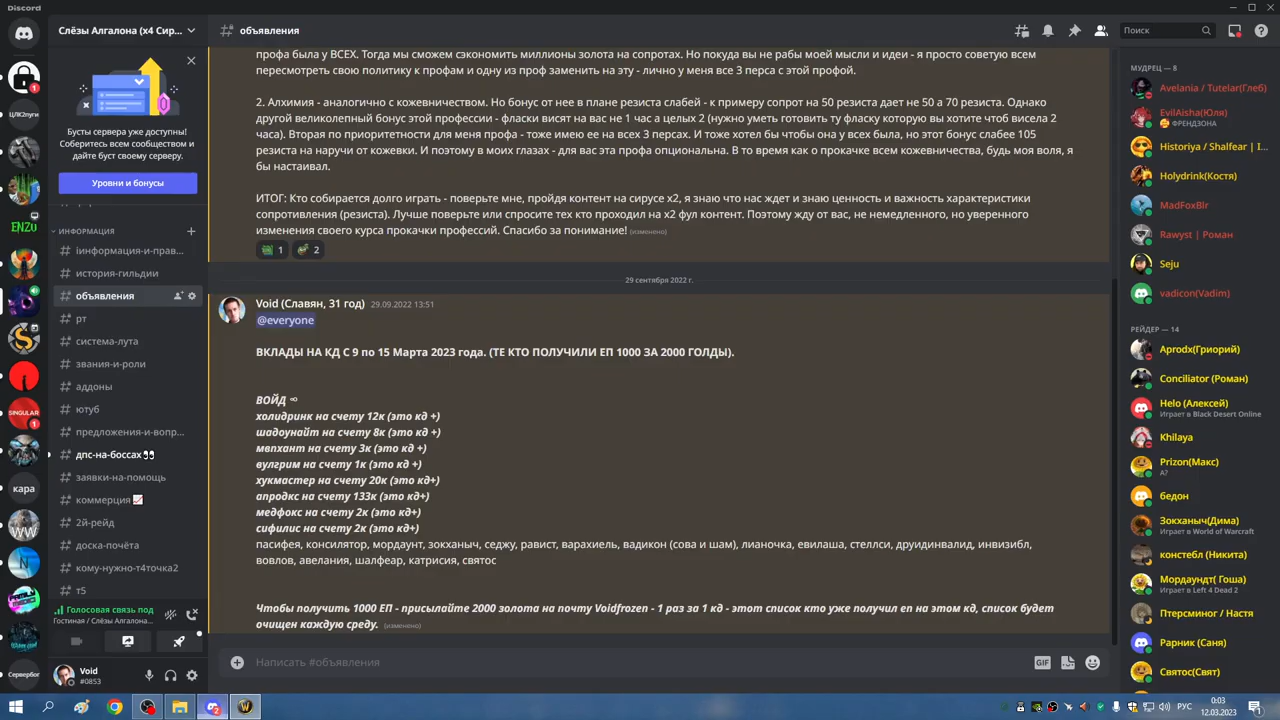 Discord
Слёзы Алгалона (x4 Сир...
объявления
Поиск
1
ЦЛК2пуги
ENZO
SINGULAR
1
кара
WW
Сервербог
Бусты сервера уже доступны!
Соберитесь всем сообществом и
дайте буст своему серверу.
Уровни и бонусы
ИНФОРМАЦИЯ
информация-и-прав...
история-гильдии
объявления
рт
система-лута
звания-и-роли
аддоны
ютуб
предложения-и-вопр...
дпс-на-боссах
заявки-на-помощь
коммерция
2й-рейд
доска-почёта
кому-нужно-т4точка2
т5
Голосовая связь под
Гостиная / Слёзы Алгалона...
Void
#0853
профа была у ВСЕХ. Тогда мы сможем сэкономить миллионы золота на сопротах. Но покуда вы не рабы моей мысли и идеи - я просто советую всем
пересмотреть свою политику к профам и одну из проф заменить на эту - лично у меня все 3 перса с этой профой.
2. Алхимия - аналогично с кожевничеством. Но бонус от нее в плане резиста слабей - к примеру сопрот на 50 резиста дает не 50 а 70 резиста. Однако
другой великолепный бонус этой профессии - фласки висят на вас не 1 час а целых 2 (нужно уметь готовить ту фласку которую вы хотите чтоб висела 2
часа). Вторая по приоритетности для меня профа - тоже имею ее на всех 3 персах. И тоже хотел бы чтобы она у всех была, но этот бонус слабее 105
резиста на наручи от кожевки. И поэтому в моих глазах - для вас эта профа опциональна. В то время как о прокачке всем кожевничества, будь моя воля, я
бы настаивал.
ИТОГ: Кто собирается долго играть - поверьте мне, пройдя контент на сирусе х2, я знаю что нас ждет и знаю ценность и важность характеристики
сопротивления (резиста). Лучше поверьте или спросите тех кто проходил на х2 фул контент. Поэтому жду от вас, не немедленного, но уверенного
изменения своего курса прокачки профессий. Спасибо за понимание! (изменено)
1 2
29 сентября 2022 г.
Void (Славян, 31 год) 29.09.2022 13:51
@everyone
ВКЛАДЫ НА КД С 9 по 15 Марта 2023 года. (ТЕ КТО ПОЛУЧИЛИ ЕП 1000 ЗА 2000 ГОЛДЫ).
ВОЙД ∞
холидринк на счету 12к (это кд +)
шадоунайт на счету 8к (это кд +)
мвпхант на счету 3к (это кд +)
вулгрим на счету 1к (это кд +)
хукмастер на счету 20к (это кд+)
апродкс на счету 133к (это кд+)
медфокс на счету 2к (это кд+)
сифилис на счету 2к (это кд+)
пасифея, консилятор, мордаунт, зокханыч, седжу, равист, варахиель, вадикон (сова и шам), лианочка, евилаша, стеллси, друидинвалид, инвизибл,
вовлов, авелания, шалфеар, катрисия, святос
Чтобы получить 1000 ЕП - присылайте 2000 золота на почту Voidfrozen - 1 раз за 1 кд - этот список кто уже получил еп на этом кд, список будет
очищен каждую среду. (изменено)
Написать #объявления
GIF
МУДРЕЦ — 8
Avelania / Tutelar(Глеб)
EvilAisha(Юля)
ФРЕНДЗОНА
Historiya / Shalfear | I...
Holydrink(Костя)
MadFoxBlr
Rawyst | Роман
Seju
vadicon(Vadim)
РЕЙДЕР — 14
Aprodx(Гриорий)
Conciliator (Роман)
Helo (Алексей)
Играет в Black Desert Online
Khilaya
Prizon(Макс)
А?
бедон
Зокханыч(Дима)
Играет в World of Warcraft
констебл (Никита)
Мордаундт( Гоша)
Играет в Left 4 Dead 2
Птерсминог / Настя
Рарник (Саня)
Святос(Свят)
РУС
0:03
12.03.2023